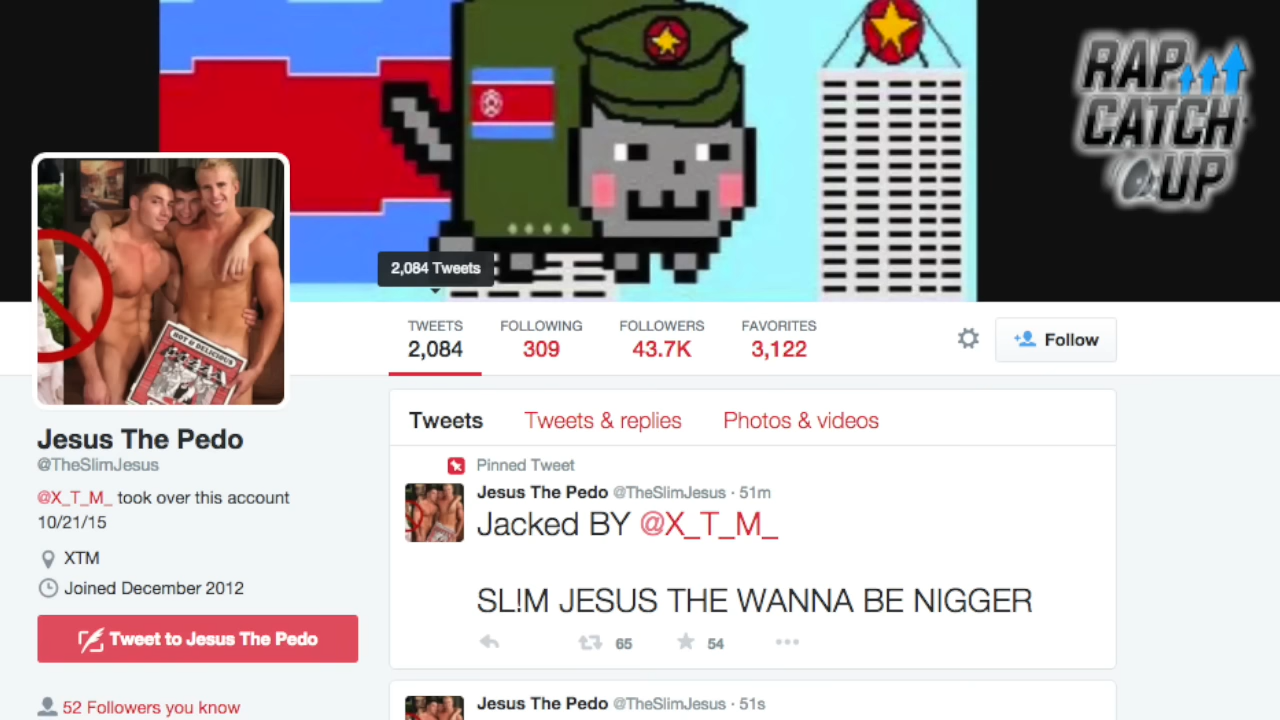 RAP
CATCH
UP
HOT & DELICIOUS
PIZZA
2,084 Tweets
TWEETS
2,084
FOLLOWING
309
FOLLOWERS
43.7K
FAVORITES
3,122
Follow
Jesus The Pedo
@TheSlimJesus
@X_T_M_ took over this account
10/21/15
XTM
Joined December 2012
Tweet to Jesus The Pedo
52 Followers you know
Tweets Tweets & replies Photos & videos
Pinned Tweet
Jesus The Pedo @TheSlimJesus · 51m
Jacked BY @X_T_M_
SL!M JESUS THE WANNA BE NIGGER
65 54
Jesus The Pedo @TheSlimJesus · 51s